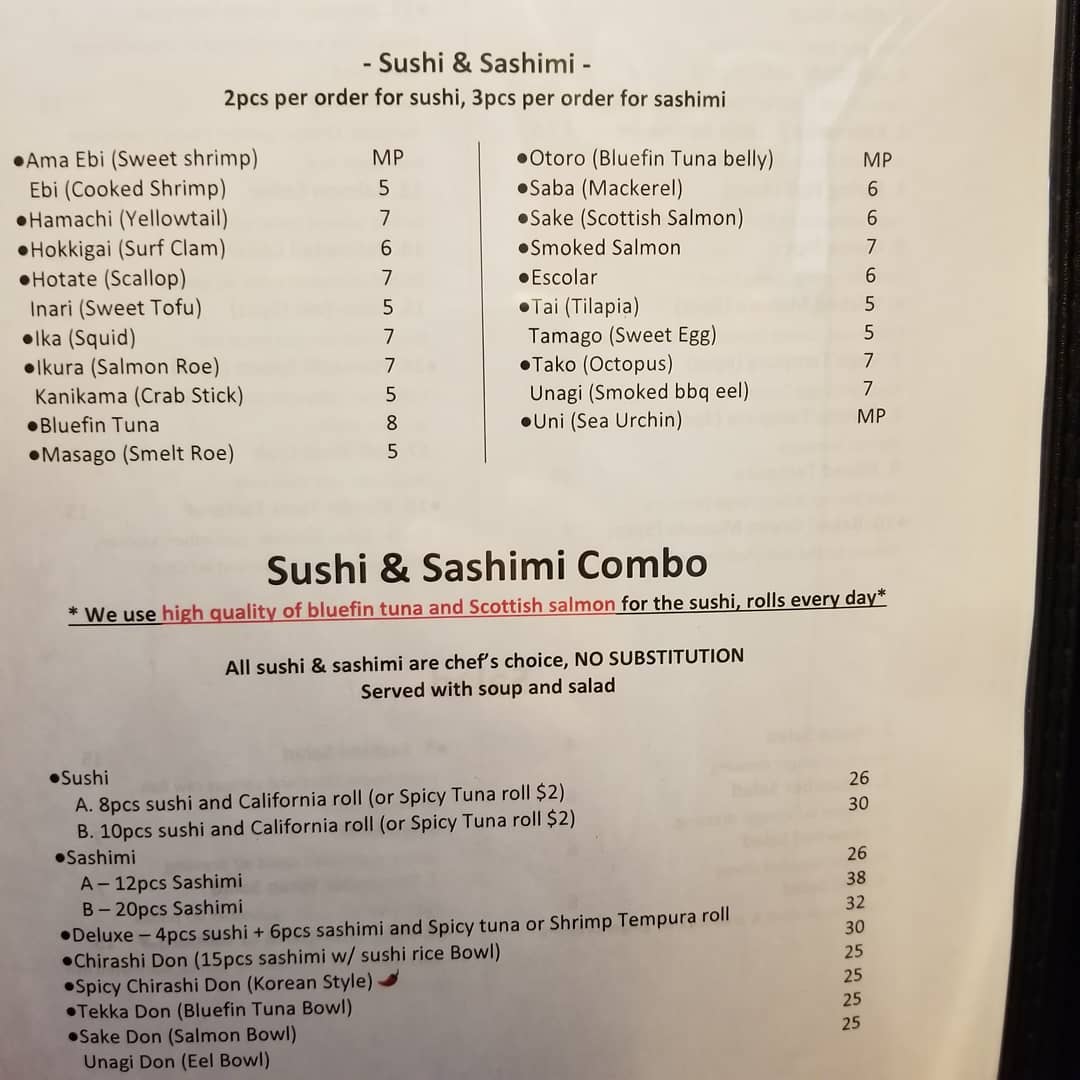 - Sushi & Sashimi -
2pcs per order for sushi, 3pcs per order for sashimi
●Ama Ebi (Sweet shrimp) MP
Ebi (Cooked Shrimp) 5
●Hamachi (Yellowtail) 7
●Hokkigai (Surf Clam) 6
●Hotate (Scallop) 7
Inari (Sweet Tofu) 5
●Ika (Squid) 7
●Ikura (Salmon Roe) 7
Kanikama (Crab Stick) 5
●Bluefin Tuna 8
●Masago (Smelt Roe) 5
●Otoro (Bluefin Tuna belly) MP
●Saba (Mackerel) 6
●Sake (Scottish Salmon) 6
●Smoked Salmon 7
●Escolar 6
●Tai (Tilapia) 5
Tamago (Sweet Egg) 5
●Tako (Octopus) 7
Unagi (Smoked bbq eel) 7
●Uni (Sea Urchin) MP
Sushi & Sashimi Combo
* We use high quality of bluefin tuna and Scottish salmon for the sushi, rolls every day*
All sushi & sashimi are chef's choice, NO SUBSTITUTION
Served with soup and salad
●Sushi
A. 8pcs sushi and California roll (or Spicy Tuna roll $2) 26
B. 10pcs sushi and California roll (or Spicy Tuna roll $2) 30
●Sashimi
A – 12pcs Sashimi 26
B – 20pcs Sashimi 38
●Deluxe – 4pcs sushi + 6pcs sashimi and Spicy tuna or Shrimp Tempura roll 32
●Chirashi Don (15pcs sashimi w/ sushi rice Bowl) 30
●Spicy Chirashi Don (Korean Style) 25
●Tekka Don (Bluefin Tuna Bowl) 25
●Sake Don (Salmon Bowl) 25
Unagi Don (Eel Bowl) 25